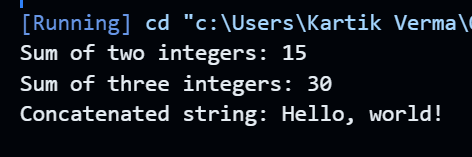 [Running] cd "c:\Users\Kartik Verma\
Sum of two integers: 15
Sum of three integers: 30
Concatenated string: Hello, world!